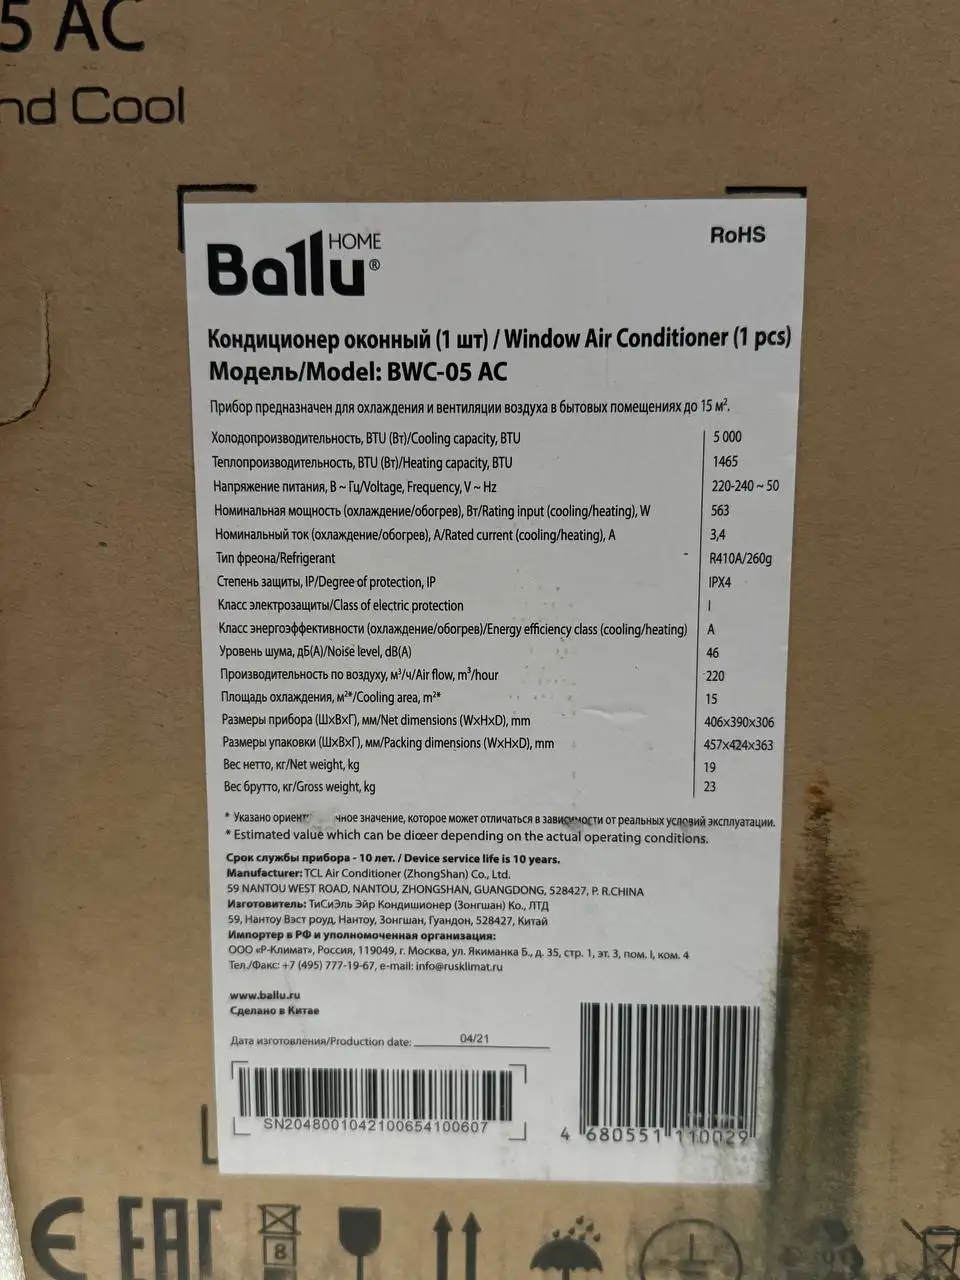 5 AC
nd Cool
Ballu® HOME
RoHS
Кондиционер оконный (1 шт) / Window Air Conditioner (1 pcs)
Модель/Model: BWC-05 AC
Прибор предназначен для охлаждения и вентиляции воздуха в бытовых помещениях до 15 м².
Холодопроизводительность, BTU (Вт)/Cooling capacity, BTU 5 000
Теплопроизводительность, BTU (Вт)/Heating capacity, BTU 1465
Напряжение питания, В ~ Гц/Voltage, Frequency, V ~ Hz 220-240 ~ 50
Номинальная мощность (охлаждение/обогрев), Вт/Rating input (cooling/heating), W 563
Номинальный ток (охлаждение/обогрев), А/Rated current (cooling/heating), A 3,4
Тип фреона/Refrigerant R410A/260g
Степень защиты, IP/Degree of protection, IP IPX4
Класс электрозащиты/Class of electric protection I
Класс энергоэффективности (охлаждение/обогрев)/Energy efficiency class (cooling/heating) A
Уровень шума, дБ(А)/Noise level, dB(A) 46
Производительность по воздуху, м³/ч/Air flow, m³/hour 220
Площадь охлаждения, м²*/Cooling area, m²* 15
Размеры прибора (ШхВхГ), мм/Net dimensions (WxHxD), mm 406x390x306
Размеры упаковки (ШхВхГ), мм/Packing dimensions (WxHxD), mm 457x424x363
Вес нетто, кг/Net weight, kg 19
Вес брутто, кг/Gross weight, kg 23
* Указано чное значение, которое может отличаться в зависимости от реальных условий эксплуатации.
* Estimated value which can be diœer depending on the actual operating conditions.
Срок службы прибора - 10 лет. / Device service life is 10 years.
Manufacturer: TCL Air Conditioner (ZhongShan) Co., Ltd.
59 NANTOU WEST ROAD, NANTOU, ZHONGSHAN, GUANGDONG, 528427, P. R.CHINA
Изготовитель: ТиСиЭль Эйр Кондишионер (Зонгшан) Ко., ЛТД
59, Нантоу Вэст роуд, Нантоу, Зонгшан, Гуандон, 528427, Китай
Импортер в РФ и уполномоченная организация:
ООО «Р-Климат», Россия, 119049, г. Москва, ул. Якиманка Б., д. 35, стр. 1, эт. 3, пом. I, ком. 4
Тел./Факс: +7 (495) 777-19-67, e-mail: info@rusklimat.ru
www.ballu.ru
Сделано в Китае
Дата изготовления/Production date: 04/21
SN2048001042100654100607
4 680551 110029
CE EAC 8